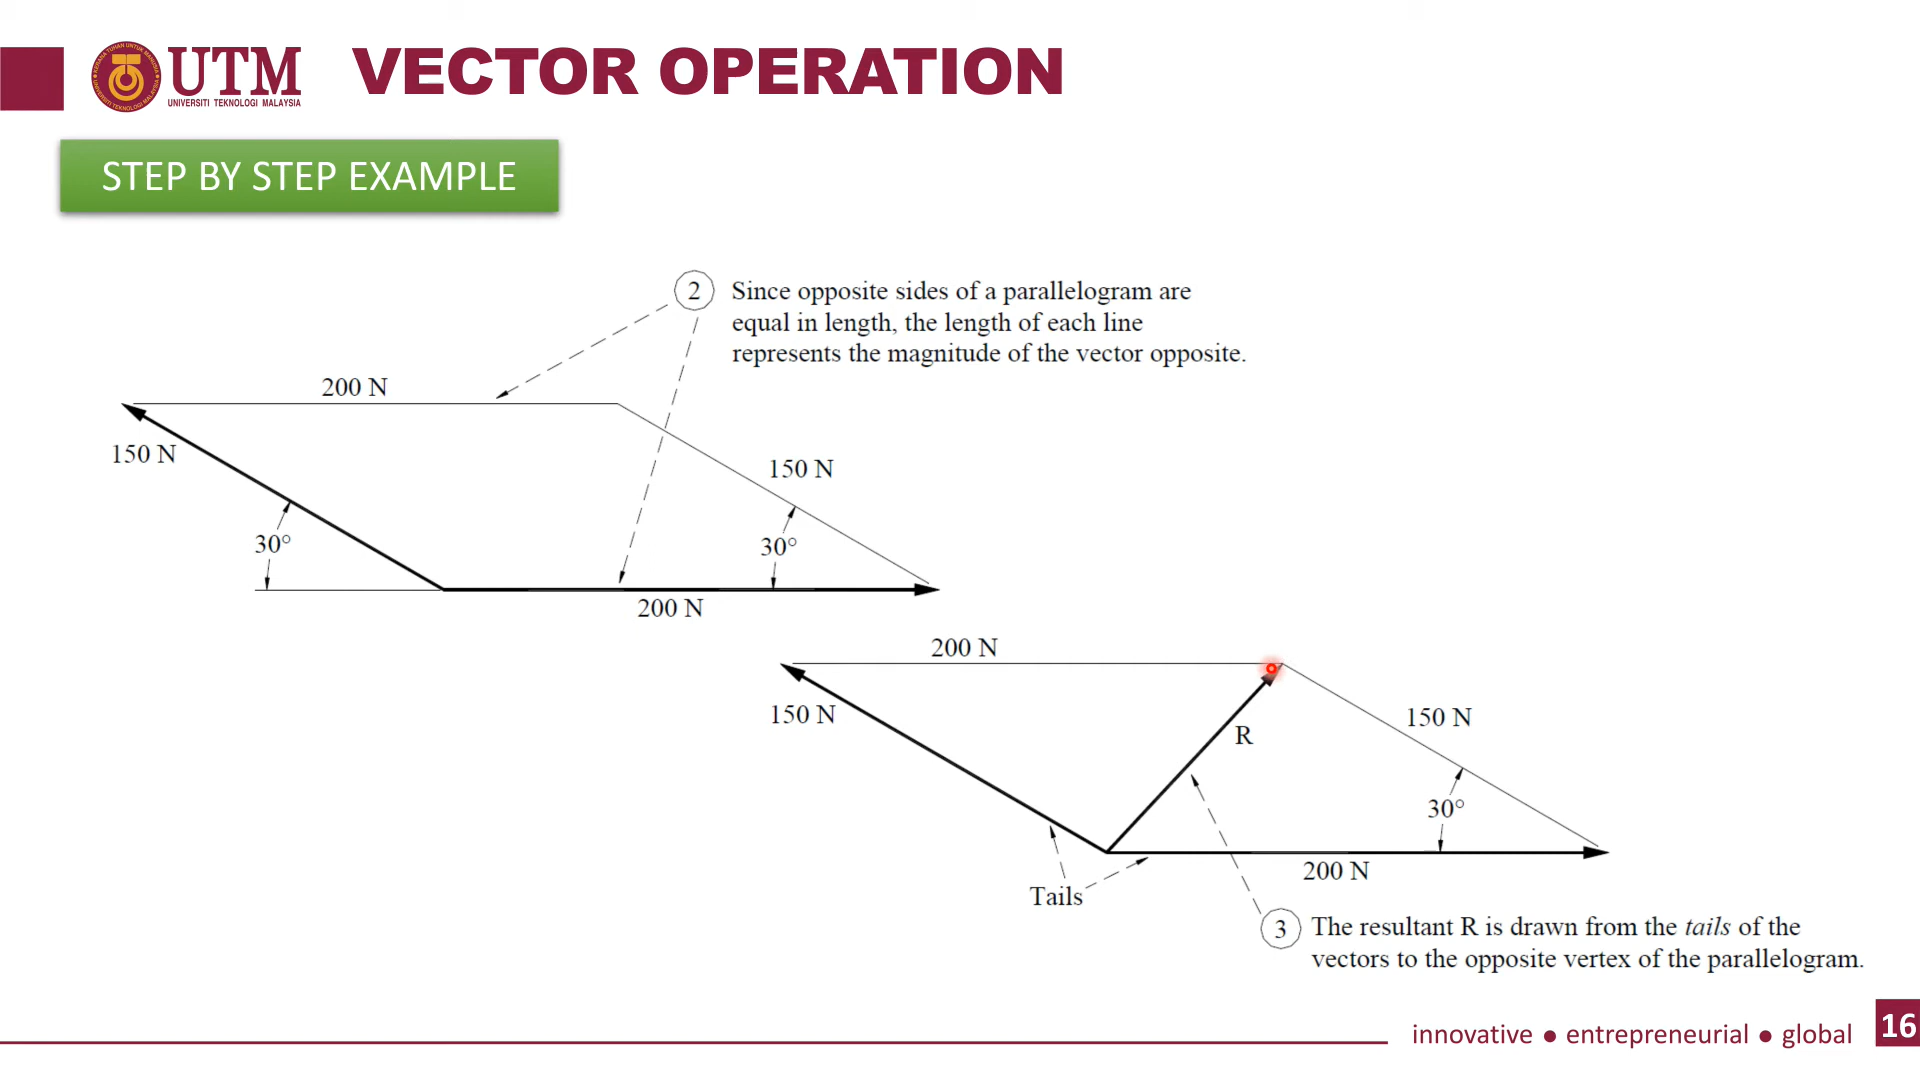 UTM
UNIVERSITI TEKNOLOGI MALAYSIA
VECTOR OPERATION
STEP BY STEP EXAMPLE
2
Since opposite sides of a parallelogram are
equal in length, the length of each line
represents the magnitude of the vector opposite.
200 N
150 N
150 N
30°
30°
200 N
200 N
150 N
150 N
R
30°
200 N
Tails
3
The resultant R is drawn from the tails of the
vectors to the opposite vertex of the parallelogram.
innovative ● entrepreneurial ● global
16